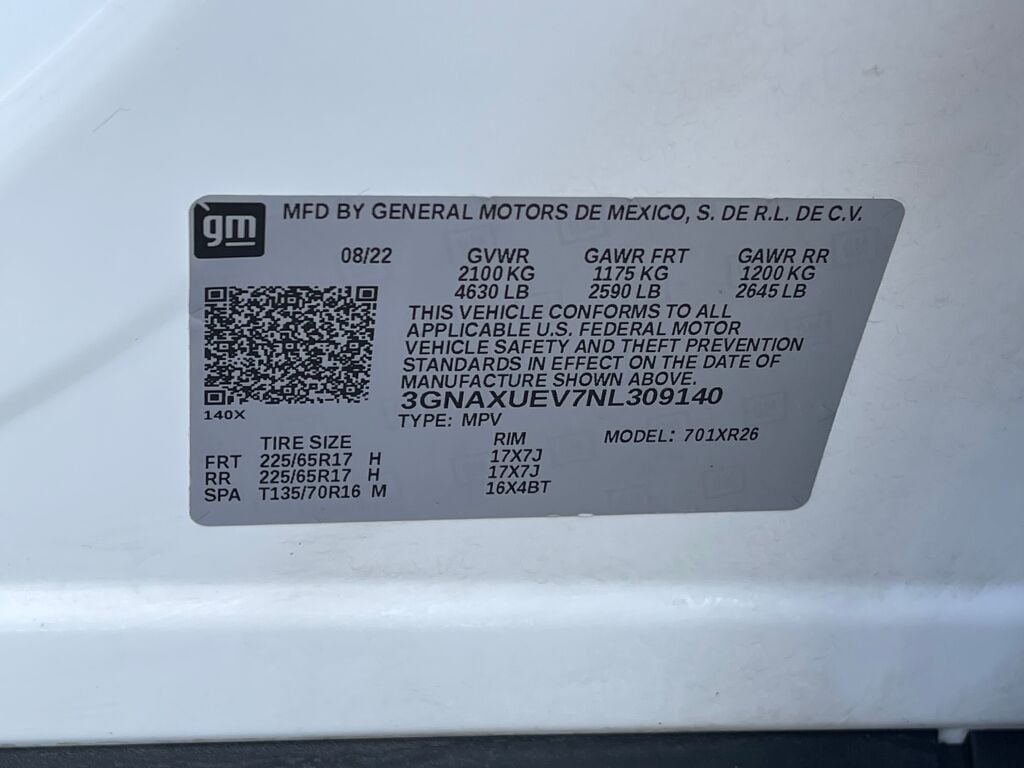 gm MFD BY GENERAL MOTORS DE MEXICO, S. DE R.L. DE C.V.
08/22 GVWR GAWR FRT GAWR RR
2100 KG 1175 KG 1200 KG
4630 LB 2590 LB 2645 LB
THIS VEHICLE CONFORMS TO ALL
APPLICABLE U.S. FEDERAL MOTOR
VEHICLE SAFETY AND THEFT PREVENTION
STANDARDS IN EFFECT ON THE DATE OF
MANUFACTURE SHOWN ABOVE.
3GNAXUEV7NL309140
140X
TYPE: MPV MODEL: 701XR26
TIRE SIZE RIM
FRT 225/65R17 H 17X7J
RR 225/65R17 H 17X7J
SPA T135/70R16 M 16X4BT